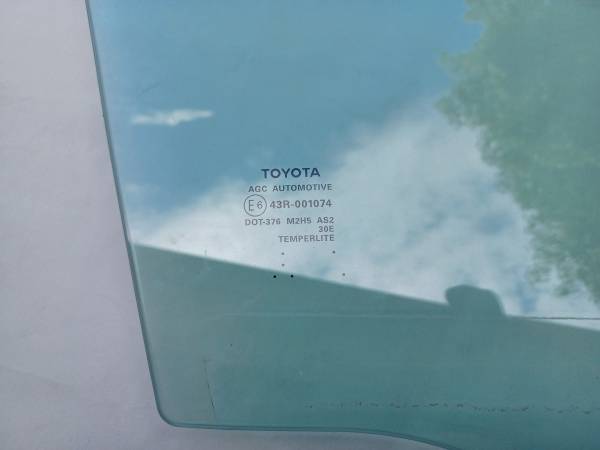 TOYOTA
AGC AUTOMOTIVE
E6 43R-001074
DOT-376 M2H5 AS2
30E
TEMPERLITE